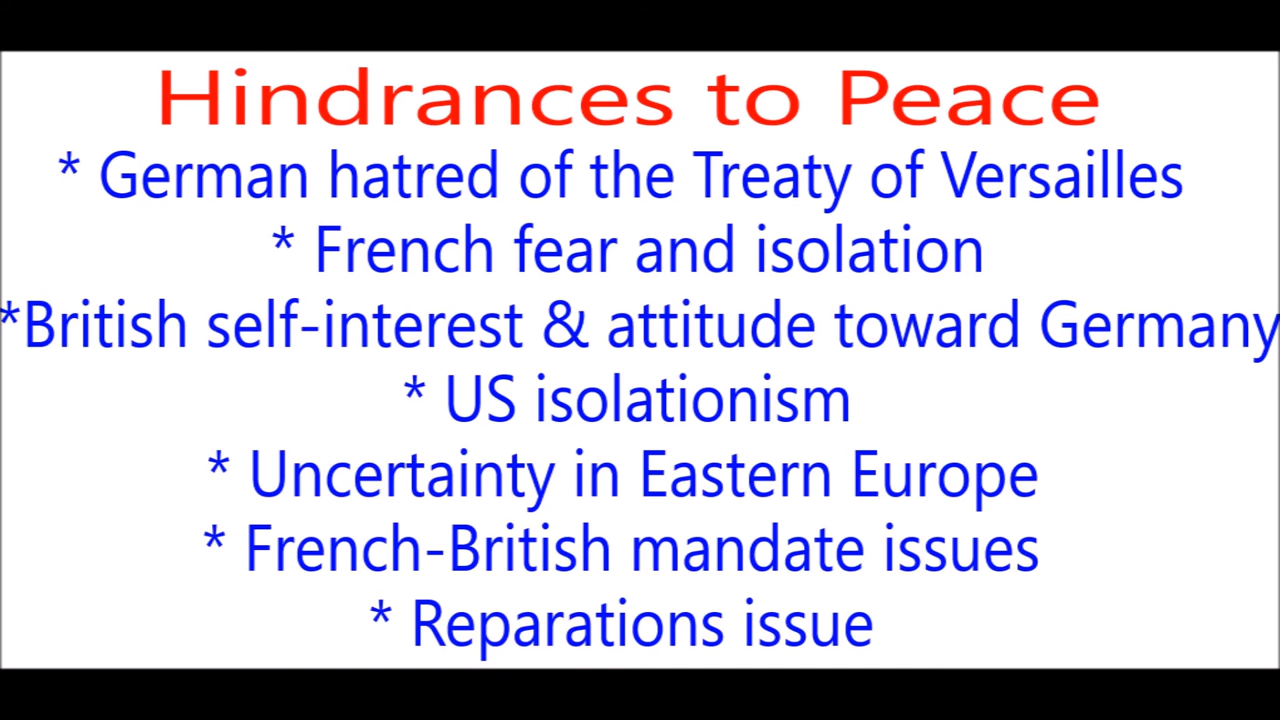 Hindrances to Peace
* German hatred of the Treaty of Versailles
* French fear and isolation
*British self-interest & attitude toward Germany
* US isolationism
* Uncertainty in Eastern Europe
* French-British mandate issues
* Reparations issue